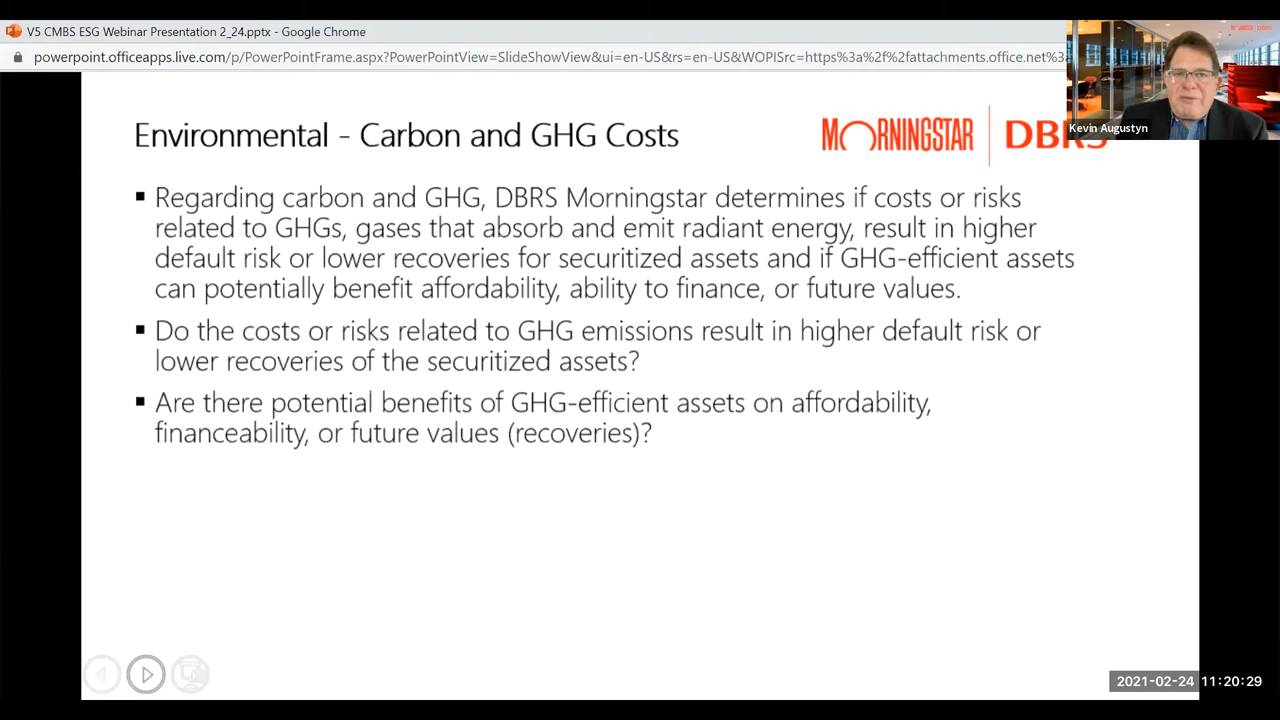 V5 CMBS ESG Webinar Presentation 2_24.pptx - Google Chrome
powerpoint.officeapps.live.com/p/PowerPointFrame.aspx?PowerPointView=SlideShowView&ui=en-US&rs=en-US&WOPISrc=https%3a%2f%2fattachments.office.net%3
Kevin Augustyn
Environmental - Carbon and GHG Costs
MORNINGSTAR DBRS
▪ Regarding carbon and GHG, DBRS Morningstar determines if costs or risks
related to GHGs, gases that absorb and emit radiant energy, result in higher
default risk or lower recoveries for securitized assets and if GHG-efficient assets
can potentially benefit affordability, ability to finance, or future values.
▪ Do the costs or risks related to GHG emissions result in higher default risk or
lower recoveries of the securitized assets?
▪ Are there potential benefits of GHG-efficient assets on affordability,
financeability, or future values (recoveries)?
2021-02-24 11:20:29